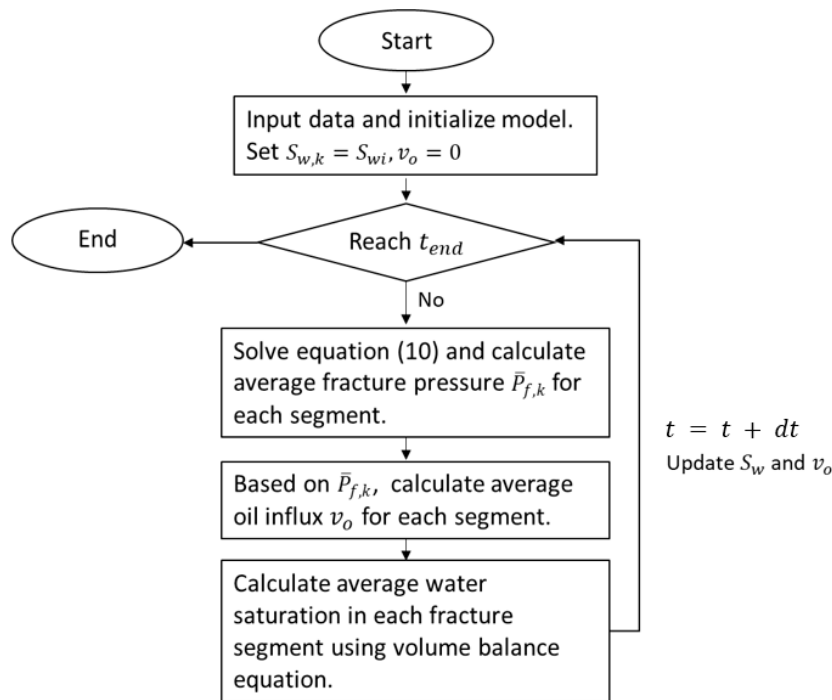 Start
Input data and initialize model.
Set $S_{w,k} = S_{wi}, v_o = 0$
End
Reach $t_{end}$
No
Solve equation (10) and calculate
average fracture pressure $\bar{P}_{f,k}$ for
each segment.
$t = t + dt$
Update $S_w$ and $v_o$
Based on $\bar{P}_{f,k}$, calculate average
oil influx $v_o$ for each segment.
Calculate average water
saturation in each fracture
segment using volume balance
equation.